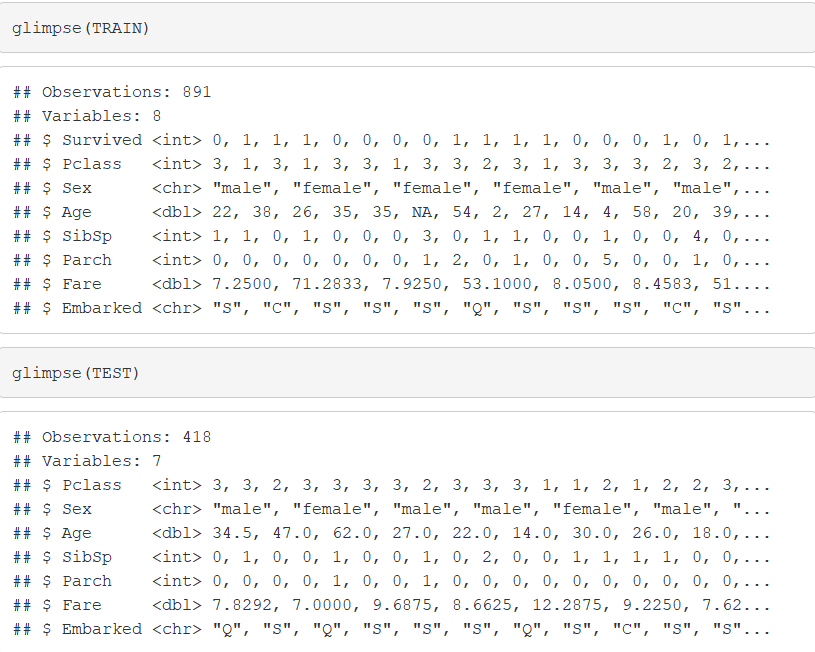 glimpse(TRAIN)
## Observations: 891
## Variables: 8
## $ Survived <int> 0, 1, 1, 1, 0, 0, 0, 0, 1, 1, 1, 1, 0, 0, 0, 1, 0, 1,...
## $ Pclass   <int> 3, 1, 3, 1, 3, 3, 1, 3, 3, 2, 3, 1, 3, 3, 3, 2, 3, 2,...
## $ Sex      <chr> "male", "female", "female", "female", "male", "male",...
## $ Age      <dbl> 22, 38, 26, 35, 35, NA, 54, 2, 27, 14, 4, 58, 20, 39,...
## $ SibSp    <int> 1, 1, 0, 1, 0, 0, 0, 3, 0, 1, 1, 0, 0, 1, 0, 0, 4, 0,...
## $ Parch    <int> 0, 0, 0, 0, 0, 0, 0, 1, 2, 0, 1, 0, 0, 5, 0, 0, 1, 0,...
## $ Fare     <dbl> 7.2500, 71.2833, 7.9250, 53.1000, 8.0500, 8.4583, 51....
## $ Embarked <chr> "S", "C", "S", "S", "S", "Q", "S", "S", "S", "C", "S"...
glimpse(TEST)
## Observations: 418
## Variables: 7
## $ Pclass   <int> 3, 3, 2, 3, 3, 3, 3, 2, 3, 3, 3, 1, 1, 2, 1, 2, 2, 3,...
## $ Sex      <chr> "male", "female", "male", "male", "female", "male", "...
## $ Age      <dbl> 34.5, 47.0, 62.0, 27.0, 22.0, 14.0, 30.0, 26.0, 18.0,...
## $ SibSp    <int> 0, 1, 0, 0, 1, 0, 0, 1, 0, 2, 0, 0, 1, 1, 1, 1, 0, 0,...
## $ Parch    <int> 0, 0, 0, 0, 1, 0, 0, 1, 0, 0, 0, 0, 0, 0, 0, 0, 0, 0,...
## $ Fare     <dbl> 7.8292, 7.0000, 9.6875, 8.6625, 12.2875, 9.2250, 7.62...
## $ Embarked <chr> "Q", "S", "Q", "S", "S", "S", "Q", "S", "C", "S", "S"...